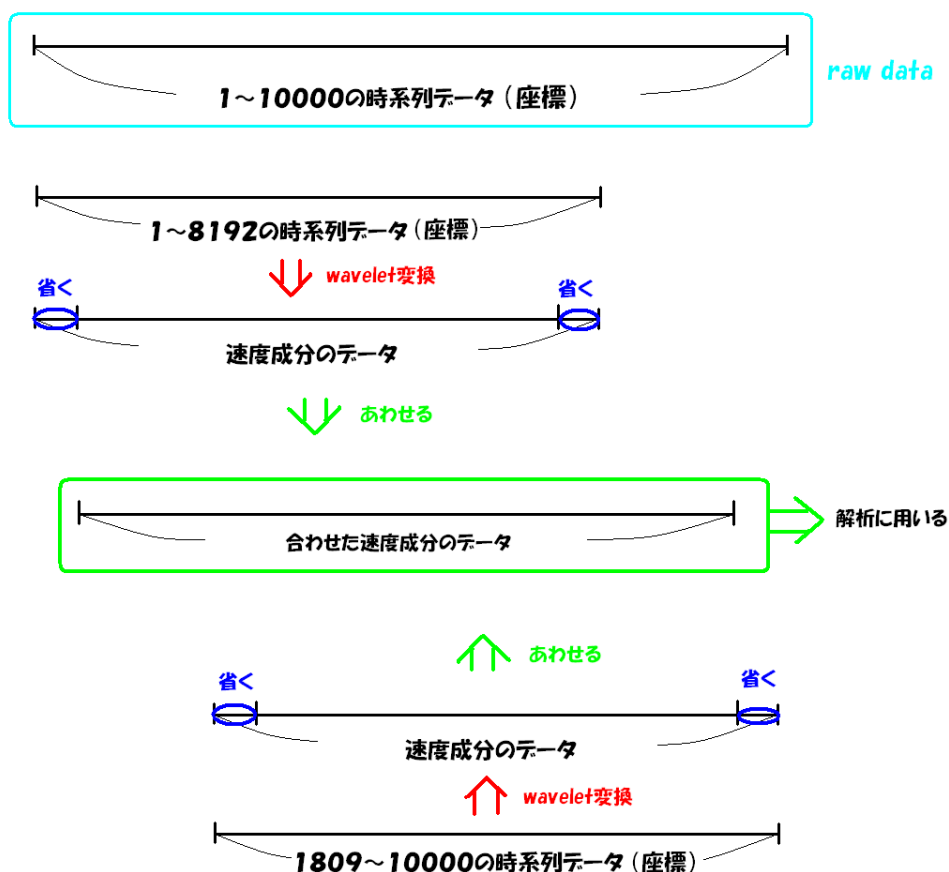 1～10000の時系列データ（座標）
raw data
1～8192の時系列データ（座標）
wavelet変換
省く
省く
速度成分のデータ
あわせる
合わせた速度成分のデータ
解析に用いる
あわせる
省く
省く
速度成分のデータ
wavelet変換
1809～10000の時系列データ（座標）